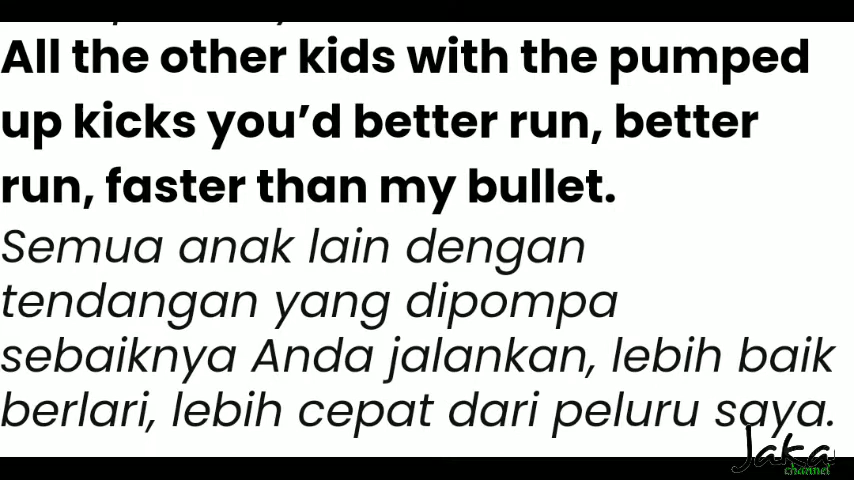 All the other kids with the pumped
up kicks you’d better run, better
run, faster than my bullet.
Semua anak lain dengan
tendangan yang dipompa
sebaiknya Anda jalankan, lebih baik
berlari, lebih cepat dari peluru saya.
Jaka
channel